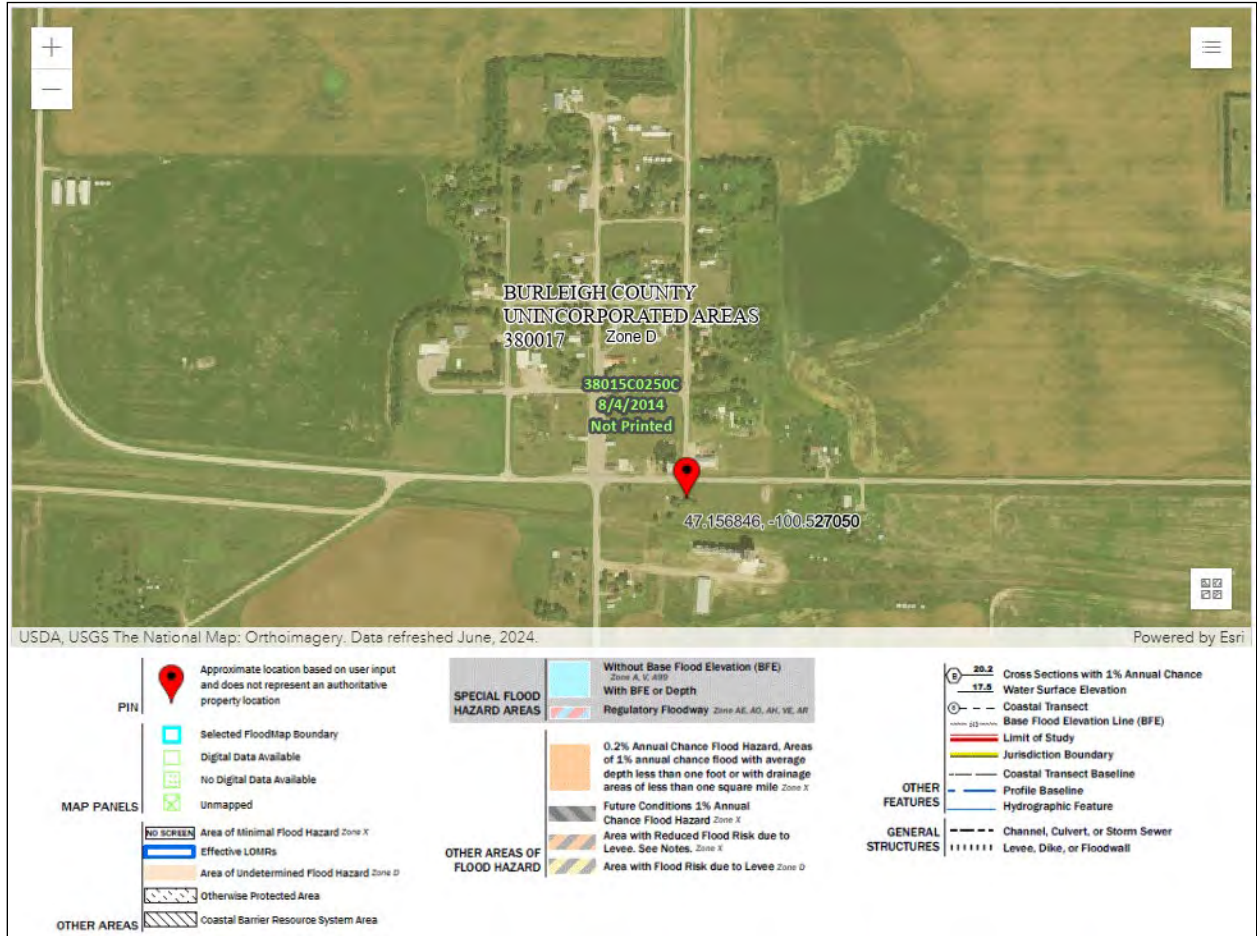 +
−
BURLEIGH COUNTY
UNINCORPORATED AREAS
380017
Zone D
38015C0250C
8/4/2014
Not Printed
47.156846, -100.527050
USDA, USGS The National Map: Orthoimagery. Data refreshed June, 2024.
Powered by Esri
PIN
Approximate location based on user input
and does not represent an authoritative
property location
MAP PANELS
Selected FloodMap Boundary
Digital Data Available
No Digital Data Available
Unmapped
OTHER AREAS
NO SCREEN Area of Minimal Flood Hazard Zone X
Effective LOMRs
Area of Undetermined Flood Hazard Zone D
Otherwise Protected Area
Coastal Barrier Resource System Area
SPECIAL FLOOD
HAZARD AREAS
Without Base Flood Elevation (BFE)
Zone A, V, A99
With BFE or Depth
Regulatory Floodway Zone AE, AO, AH, VE, AR
OTHER AREAS OF
FLOOD HAZARD
0.2% Annual Chance Flood Hazard, Areas
of 1% annual chance flood with average
depth less than one foot or with drainage
areas of less than one square mile Zone X
Future Conditions 1% Annual
Chance Flood Hazard Zone X
Area with Reduced Flood Risk due to
Levee. See Notes. Zone X
Area with Flood Risk due to Levee Zone D
OTHER
FEATURES
20.2 Cross Sections with 1% Annual Chance
17.5 Water Surface Elevation
Coastal Transect
Base Flood Elevation Line (BFE)
Limit of Study
Jurisdiction Boundary
Coastal Transect Baseline
Profile Baseline
Hydrographic Feature
GENERAL
STRUCTURES
Channel, Culvert, or Storm Sewer
Levee, Dike, or Floodwall